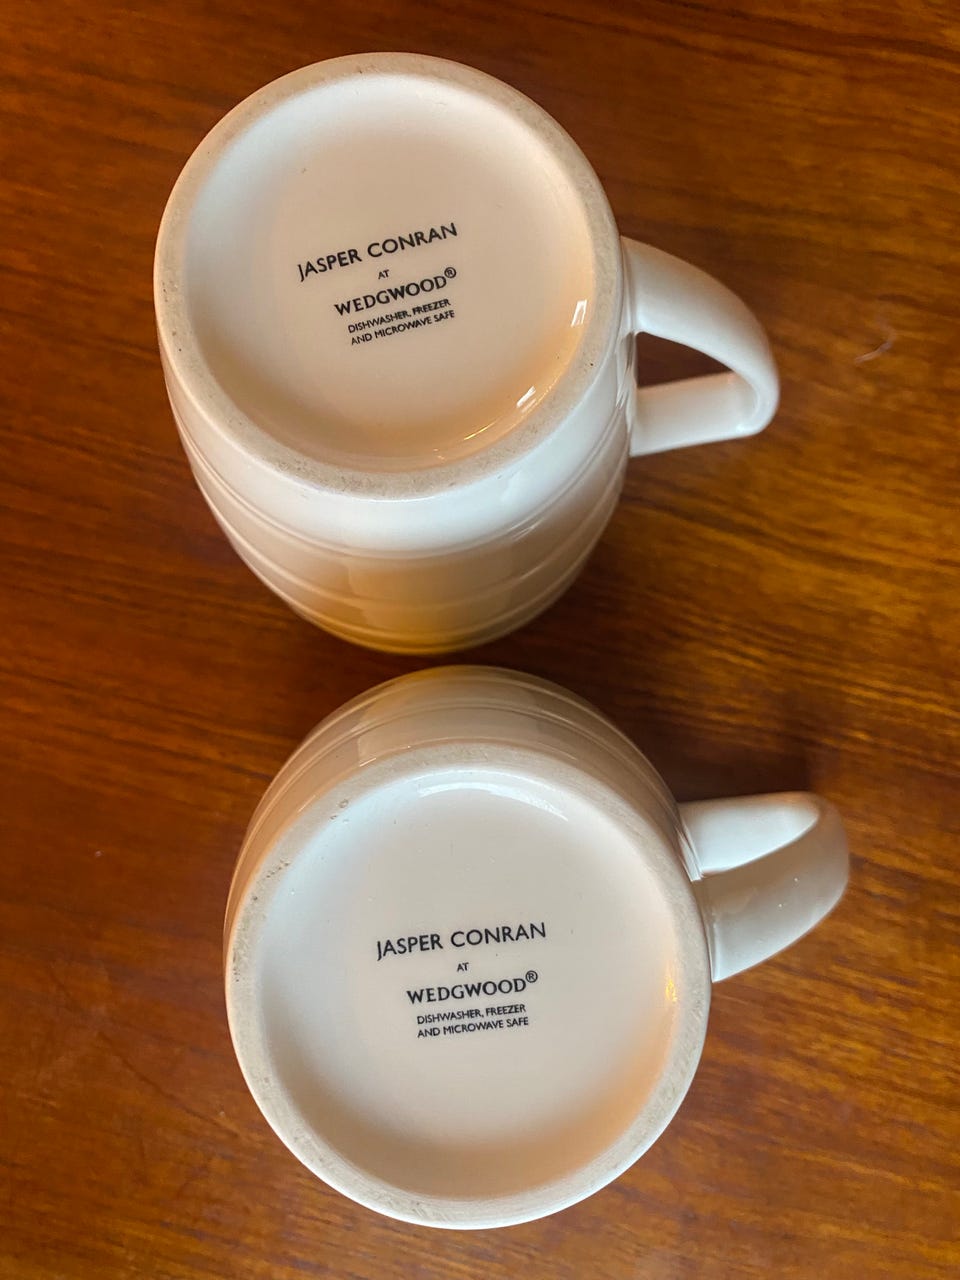 JASPER CONRAN
AT
WEDGWOOD®
DISHWASHER, FREEZER
AND MICROWAVE SAFE
JASPER CONRAN
AT
WEDGWOOD®
DISHWASHER, FREEZER
AND MICROWAVE SAFE